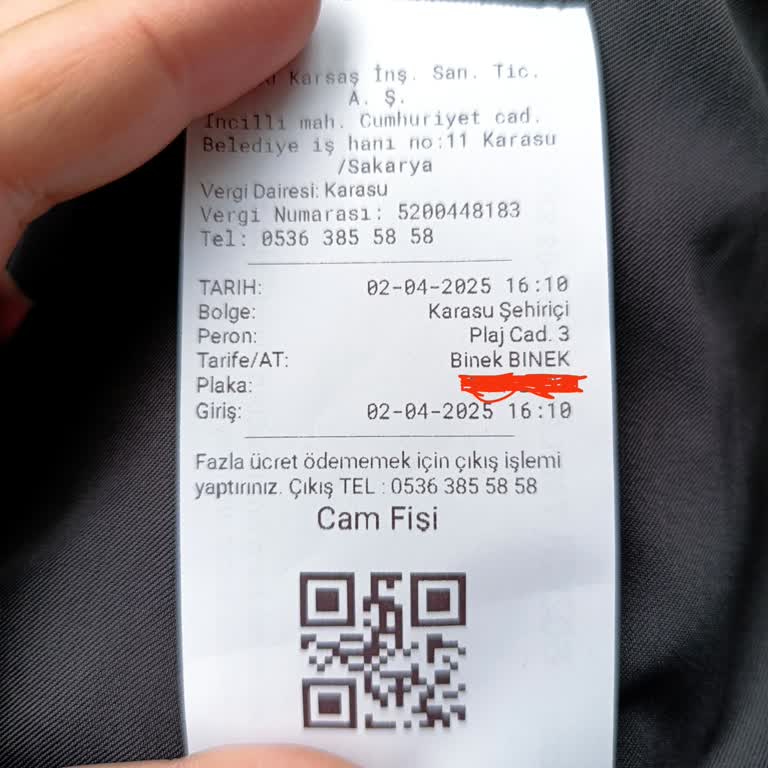 Karsaş İnş. San. Tic.
A. Ş.
İncilli mah. Cumhuriyet cad.
Belediye iş hanı no:11 Karasu
/Sakarya
Vergi Dairesi: Karasu
Vergi Numarası: 5200448183
Tel: 0536 385 58 58
TARIH: 02-04-2025 16:10
Bolge: Karasu Şehiriçi
Peron: Plaj Cad. 3
Tarife/AT: Binek BINEK
Plaka:
Giriş: 02-04-2025 16:10
Fazla ücret ödememek için çıkış işlemi
yaptırınız. Çıkış TEL : 0536 385 58 58
Cam Fişi